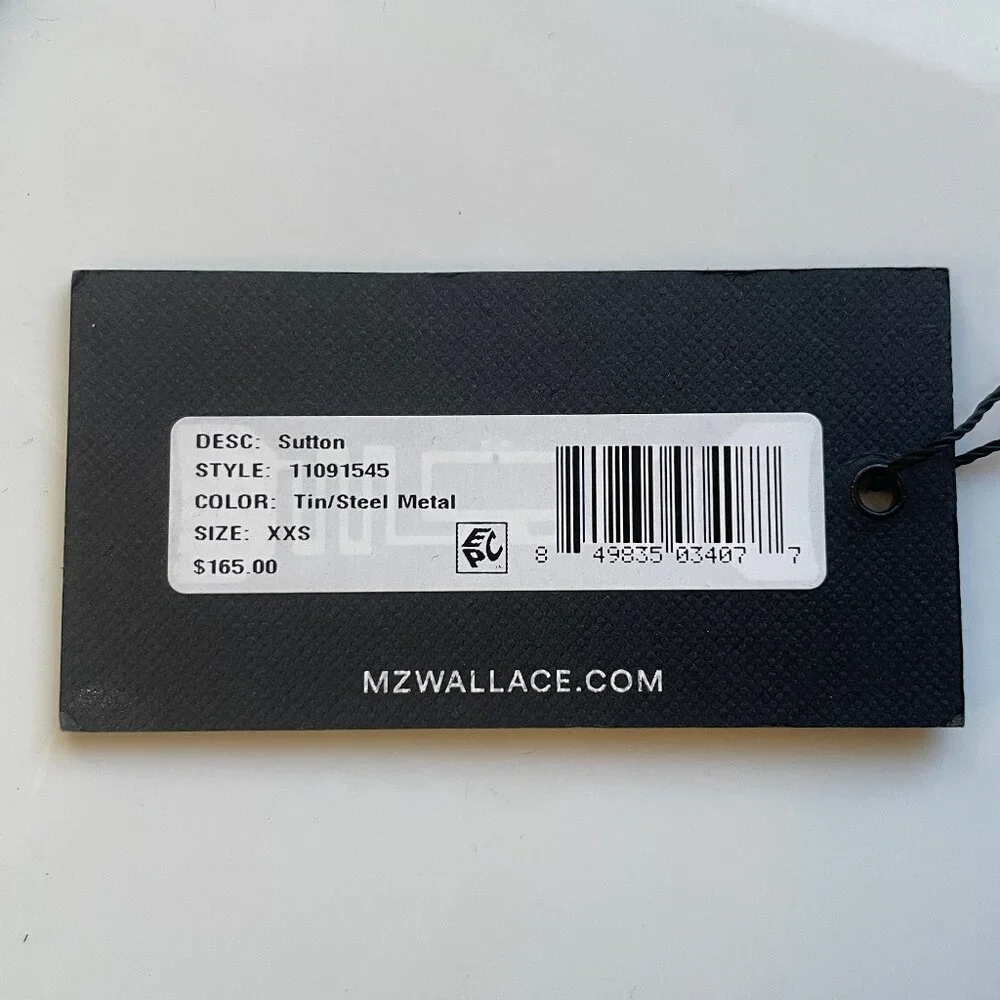 DESC: Sutton
STYLE: 11091545
COLOR: Tin/Steel Metal
SIZE: XXS
$165.00
EPC
8 49835 03407 7
MZWALLACE.COM